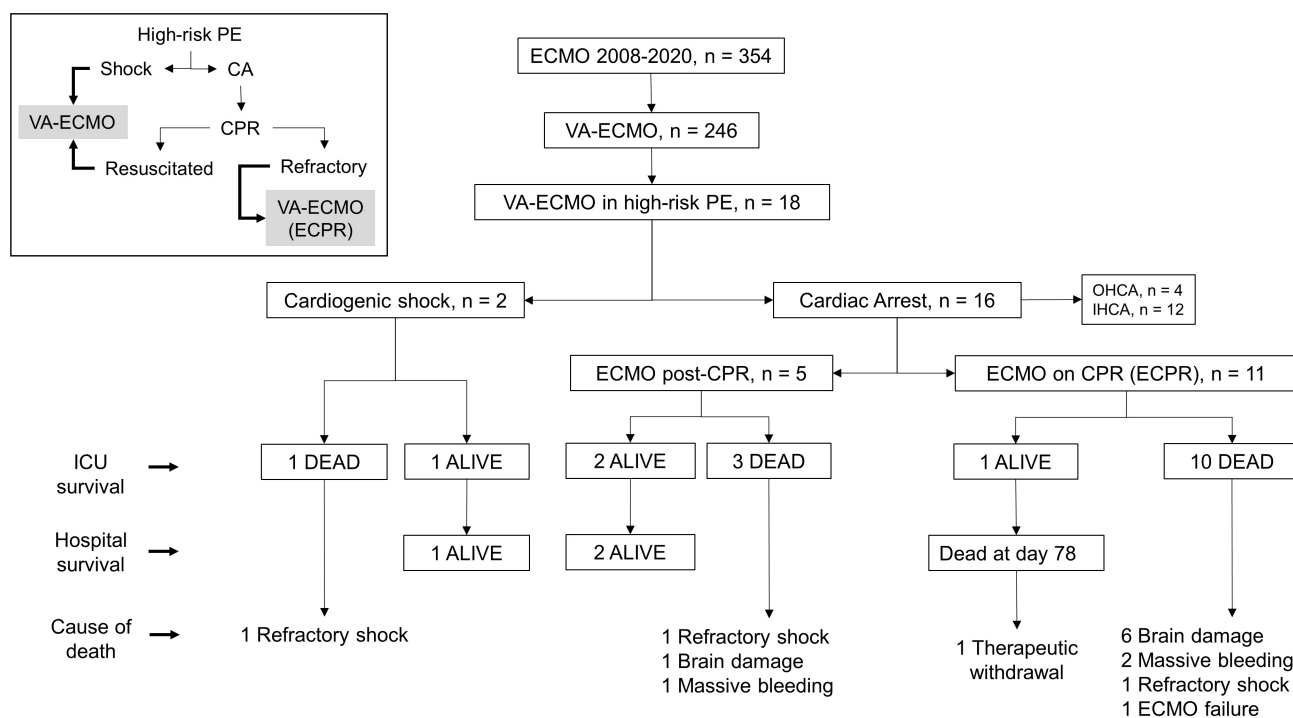 High-risk PE
Shock
CA
VA-ECMO
CPR
Resuscitated
Refractory
VA-ECMO
(ECPR)
ECMO 2008-2020, n = 354
VA-ECMO, n = 246
VA-ECMO in high-risk PE, n = 18
Cardiogenic shock, n = 2
Cardiac Arrest, n = 16
OHCA, n = 4
IHCA, n = 12
ECMO post-CPR, n = 5
ECMO on CPR (ECPR), n = 11
ICU
survival
1 DEAD
1 ALIVE
2 ALIVE
3 DEAD
1 ALIVE
10 DEAD
Hospital
survival
1 ALIVE
2 ALIVE
Dead at day 78
Cause of
death
1 Refractory shock
1 Refractory shock
1 Brain damage
1 Massive bleeding
1 Therapeutic
withdrawal
6 Brain damage
2 Massive bleeding
1 Refractory shock
1 ECMO failure